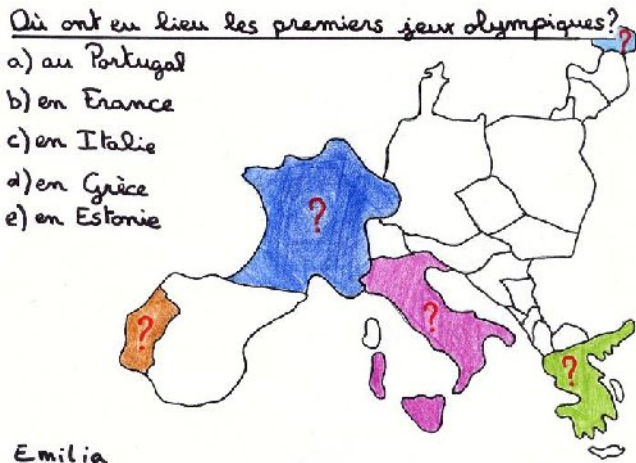 Où ont eu lieu les premiers jeux olympiques?
a) au Portugal
b) en France
c) en Italie
d) en Grèce
e) en Estonie
?
?
?
?
?
Emilia